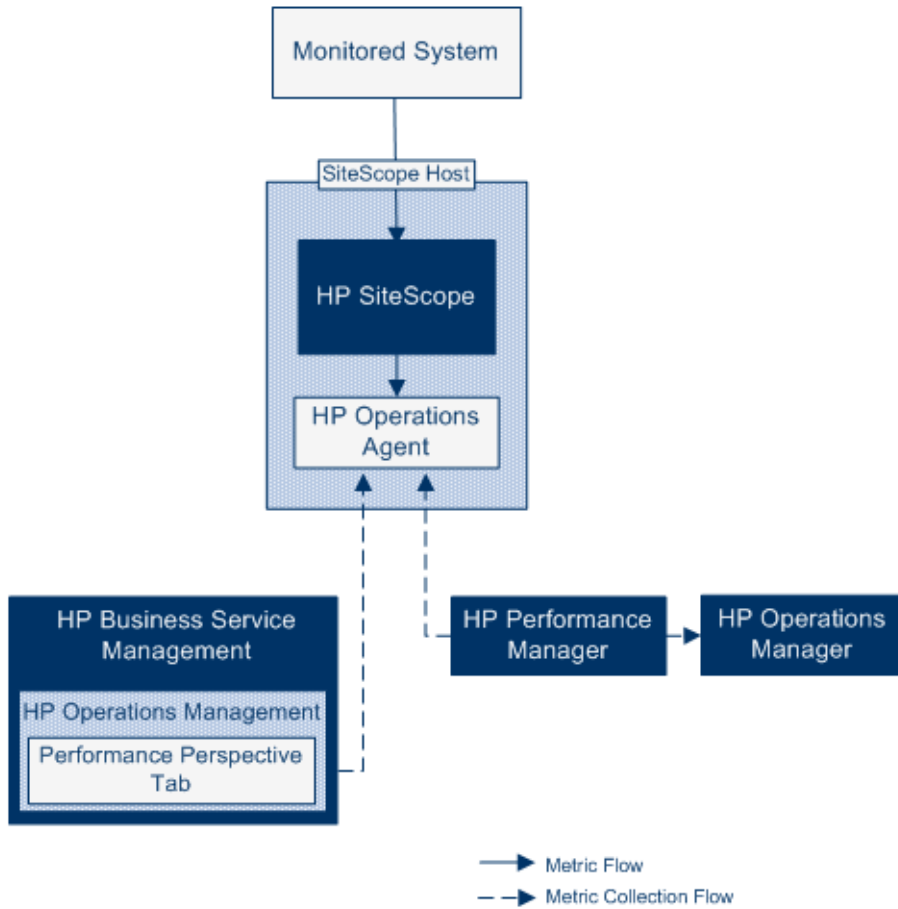 Monitored System
SiteScope Host
HP SiteScope
HP Operations
Agent
HP Business Service
Management
HP Operations Management
Performance Perspective
Tab
HP Performance
Manager
HP Operations
Manager
Metric Flow
Metric Collection Flow